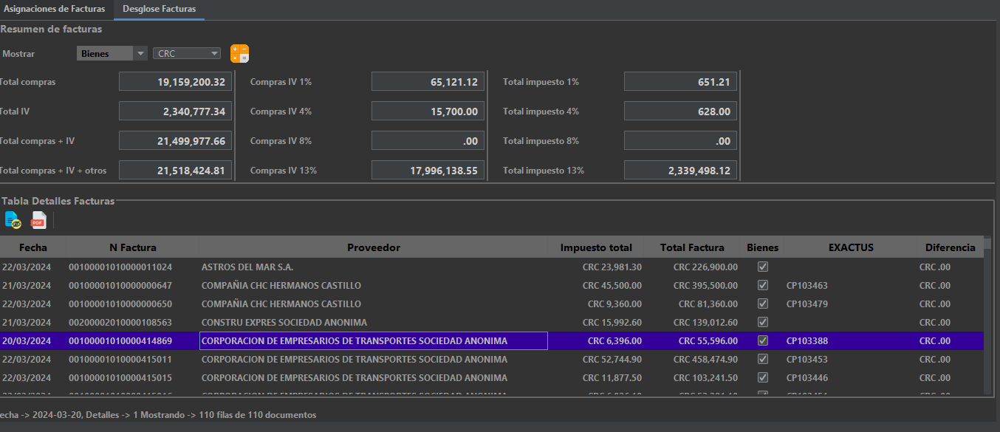 Asignaciones de Facturas Desglose Facturas
Resumen de facturas
Mostrar Bienes CRC
Total compras 19,159,200.32 Compras IV 1% 65,121.12 Total impuesto 1% 651.21
Total IV 2,340,777.34 Compras IV 4% 15,700.00 Total impuesto 4% 628.00
Total compras + IV 21,499,977.66 Compras IV 8% .00 Total impuesto 8% .00
Total compras + IV + otros 21,518,424.81 Compras IV 13% 17,996,138.55 Total impuesto 13% 2,339,498.12
Tabla Detalles Facturas
PDF
Fecha N Factura Proveedor Impuesto total Total Factura Bienes EXACTUS Diferencia
22/03/2024 00100001010000011024 ASTROS DEL MAR S.A. CRC 23,981.30 CRC 226,900.00 CRC .00
21/03/2024 00100001010000000647 COMPAÑIA CHC HERMANOS CASTILLO CRC 45,500.00 CRC 395,500.00 CP103463 CRC .00
22/03/2024 00100001010000000650 COMPAÑIA CHC HERMANOS CASTILLO CRC 9,360.00 CRC 81,360.00 CP103479 CRC .00
21/03/2024 00200002010000108563 CONSTRU EXPRES SOCIEDAD ANONIMA CRC 15,992.60 CRC 139,012.60 CRC .00
20/03/2024 00100001010000414869 CORPORACION DE EMPRESARIOS DE TRANSPORTES SOCIEDAD ANONIMA CRC 6,396.00 CRC 55,596.00 CP103388 CRC .00
22/03/2024 00100001010000415011 CORPORACION DE EMPRESARIOS DE TRANSPORTES SOCIEDAD ANONIMA CRC 52,744.90 CRC 458,474.90 CP103453 CRC .00
22/03/2024 00100001010000415015 CORPORACION DE EMPRESARIOS DE TRANSPORTES SOCIEDAD ANONIMA CRC 11,877.50 CRC 103,241.50 CP103446 CRC .00
echa -> 2024-03-20, Detalles -> 1 Mostrando -> 110 filas de 110 documentos